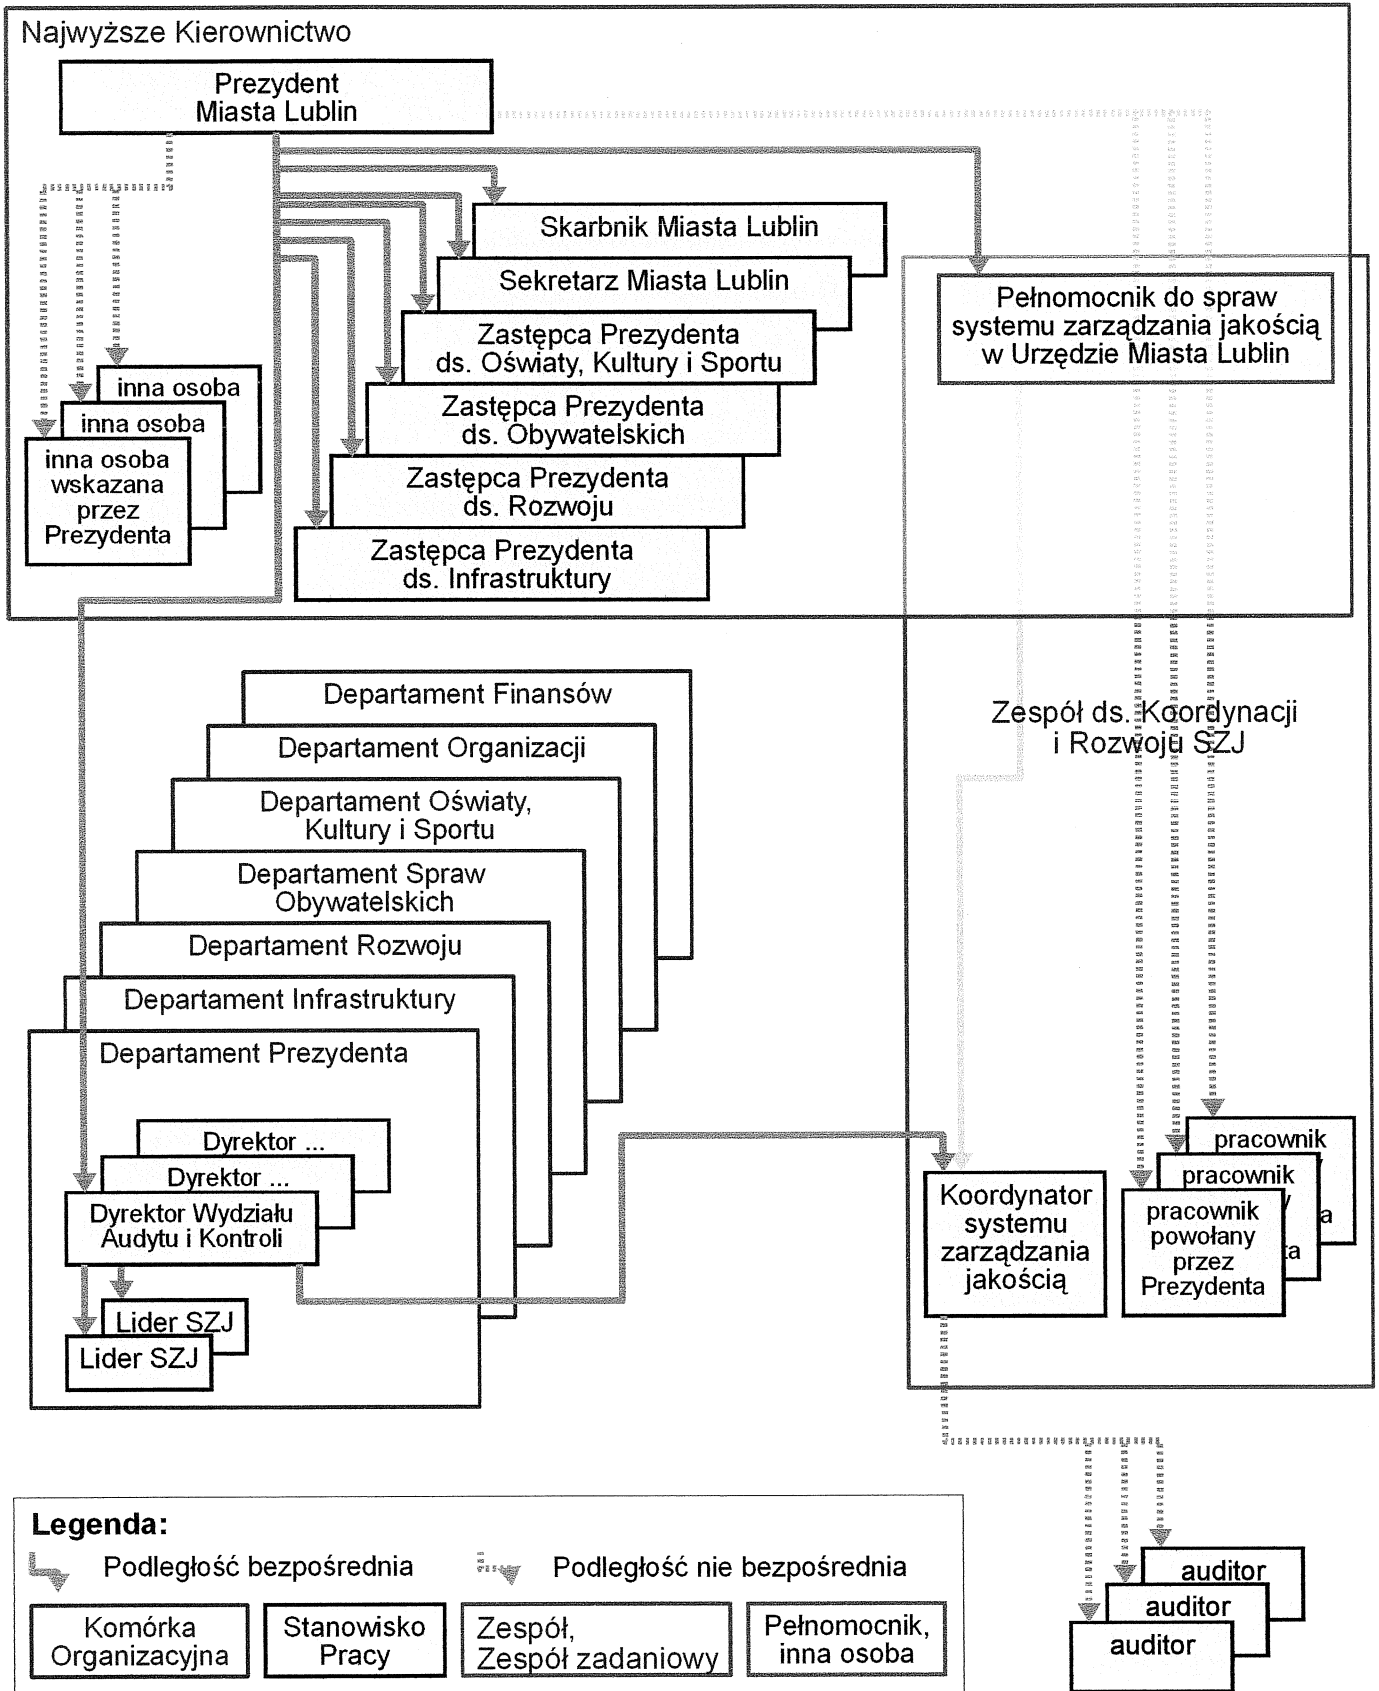 Najwyższe Kierownictwo
Prezydent
Miasta Lublin
Skarbnik Miasta Lublin
Sekretarz Miasta Lublin
Zastępca Prezydenta
ds. Oświaty, Kultury i Sportu
Zastępca Prezydenta
ds. Obywatelskich
Zastępca Prezydenta
ds. Rozwoju
Zastępca Prezydenta
ds. Infrastruktury
Pełnomocnik do spraw
systemu zarządzania jakością
w Urzędzie Miasta Lublin
inna osoba
inna osoba
inna osoba
wskazana
przez
Prezydenta
Departament Finansów
Departament Organizacji
Departament Oświaty,
Kultury i Sportu
Departament Spraw
Obywatelskich
Departament Rozwoju
Departament Infrastruktury
Departament Prezydenta
Dyrektor ...
Dyrektor ...
Dyrektor Wydziału
Audytu i Kontroli
Lider SZJ
Lider SZJ
Zespół ds. Koordynacji
i Rozwoju SZJ
Koordynator
systemu
zarządzania
jakością
pracownik
pracownik
pracownik
powołany
przez
Prezydenta
a
ta
auditor
auditor
auditor
Legenda:
Podległość bezpośrednia
Podległość nie bezpośrednia
Komórka
Organizacyjna
Stanowisko
Pracy
Zespół,
Zespół zadaniowy
Pełnomocnik,
inna osoba